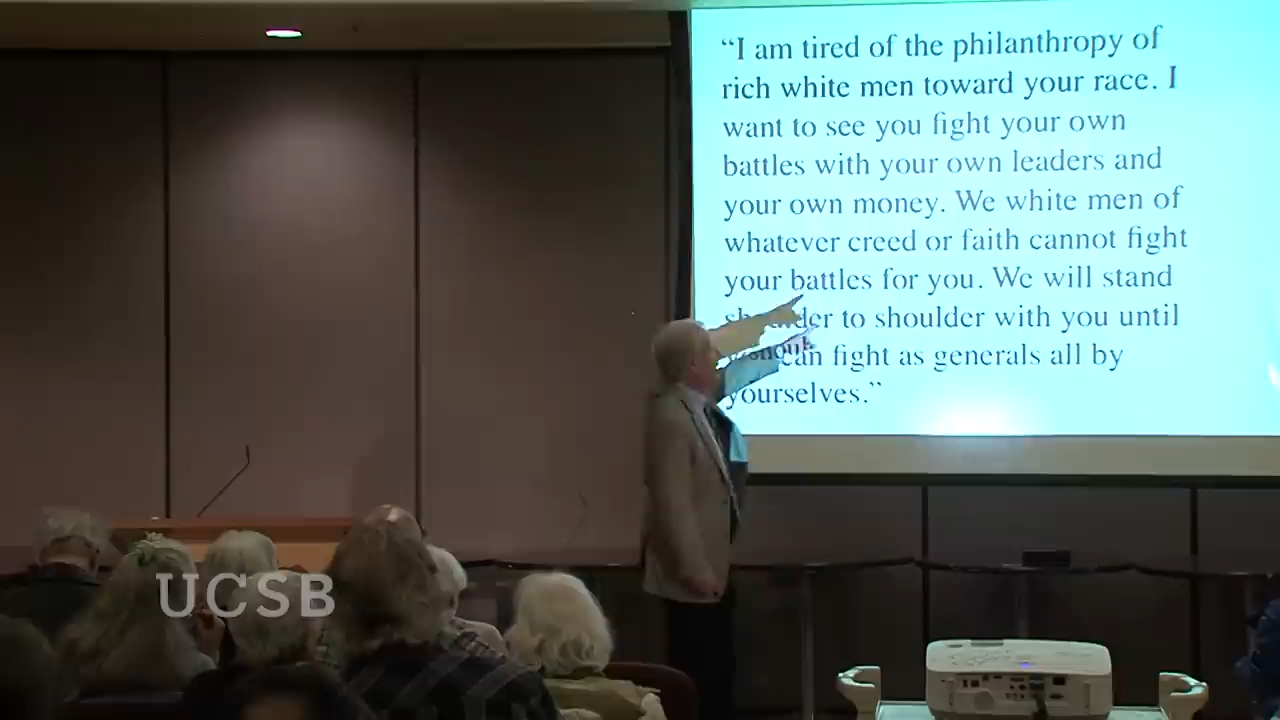 “I am tired of the philanthropy of
rich white men toward your race. I
want to see you fight your own
battles with your own leaders and
your own money. We white men of
whatever creed or faith cannot fight
your battles for you. We will stand
shoulder to shoulder with you until
can fight as generals all by
yourselves.”
UCSB